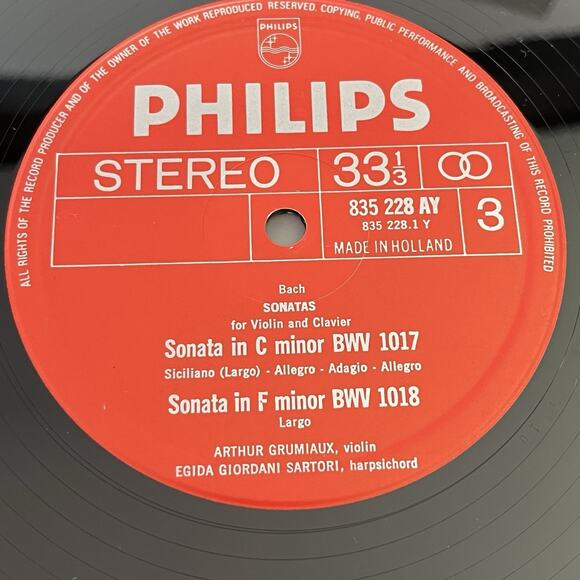 ALL RIGHTS OF THE RECORD PRODUCER AND OF THE OWNER OF THE WORK REPRODUCED RESERVED. COPYING, PUBLIC PERFORMANCE AND BROADCASTING OF THIS RECORD PROHIBITED
PHILIPS
PHILIPS
STEREO
33 1/3
835 228 AY
835 228.1 Y
3
MADE IN HOLLAND
Bach
SONATAS
for Violin and Clavier
Sonata in C minor BWV 1017
Siciliano (Largo) - Allegro - Adagio - Allegro
Sonata in F minor BWV 1018
Largo
ARTHUR GRUMIAUX, violin
EGIDA GIORDANI SARTORI, harpsichord